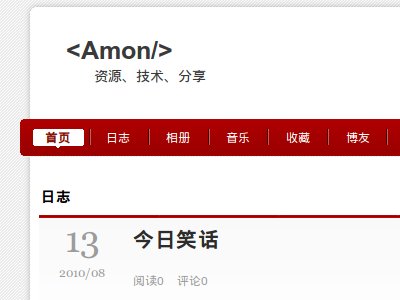 <Amon/>
资源、技术、分享
首页 日志 相册 音乐 收藏 博友
日志
13
2010/08
今日笑话
阅读0 评论0